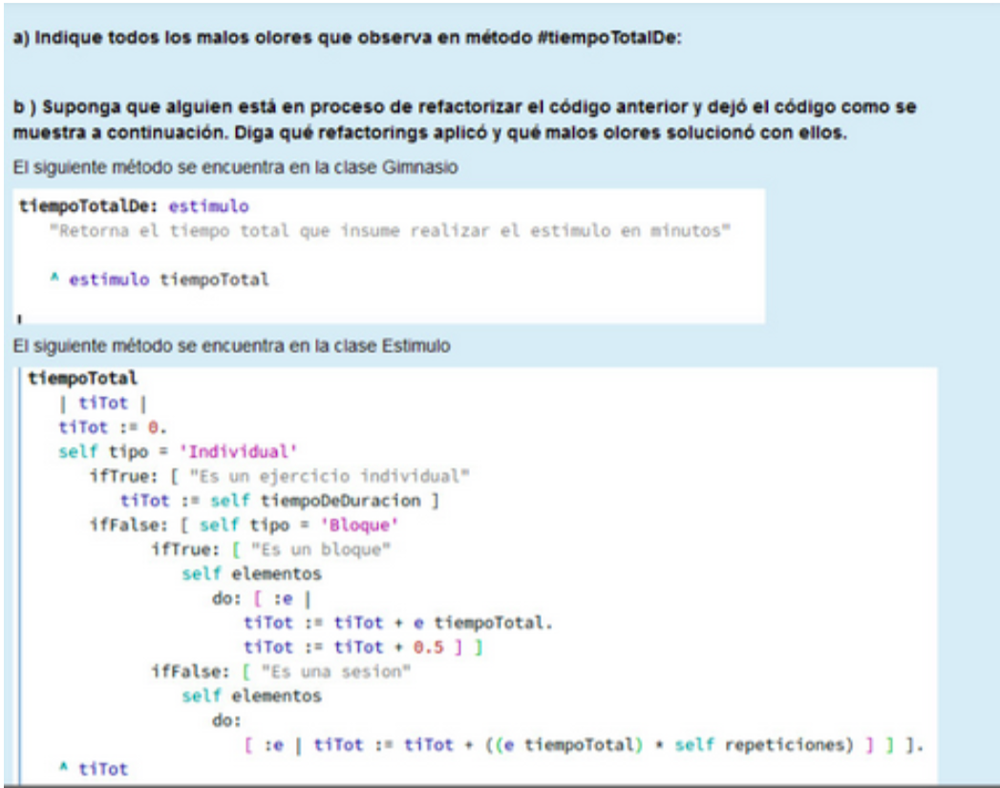 a) Indique todos los malos olores que observa en método #tiempoTotalDe:
b ) Suponga que alguien está en proceso de refactorizar el código anterior y dejó el código como se
muestra a continuación. Diga qué refactorings aplicó y qué malos olores solucionó con ellos.
El siguiente método se encuentra en la clase Gimnasio
tiempoTotalDe: estimulo
"Retorna el tiempo total que insume realizar el estimulo en minutos"
^ estimulo tiempoTotal
El siguiente método se encuentra en la clase Estimulo
tiempoTotal
| tiTot |
tiTot := 0.
self tipo = 'Individual'
ifTrue: [ "Es un ejercicio individual"
tiTot := self tiempoDeDuracion ]
ifFalse: [ self tipo = 'Bloque'
ifTrue: [ "Es un bloque"
self elementos
do: [ :e |
tiTot := tiTot + e tiempoTotal.
tiTot := tiTot + 0.5 ] ]
ifFalse: [ "Es una sesion"
self elementos
do:
[ :e | tiTot := tiTot + ((e tiempoTotal) * self repeticiones) ] ] ].
^ tiTot